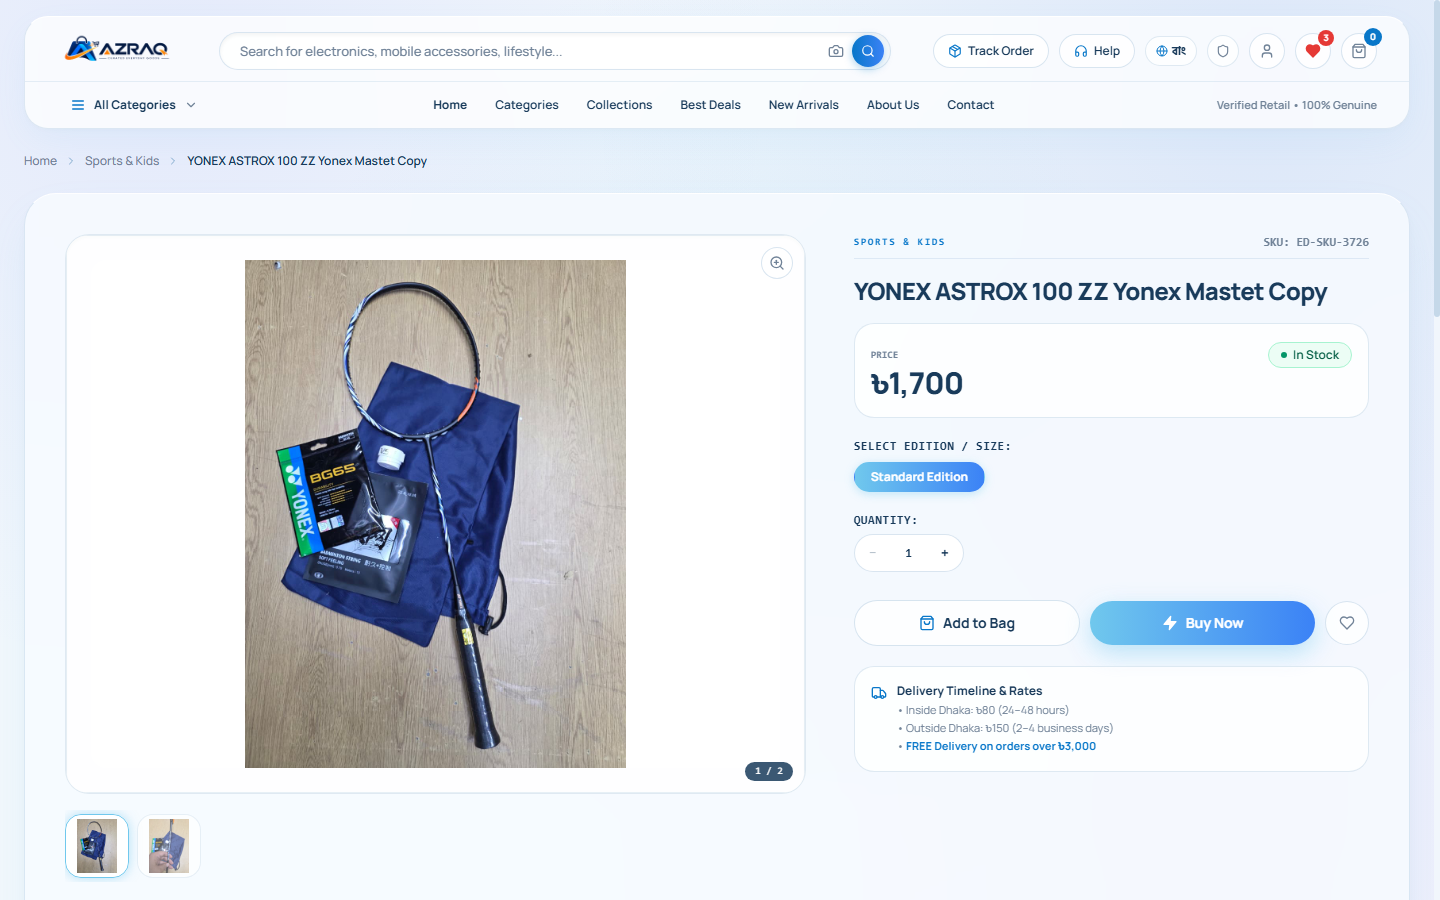 AZRAQ
Search for electronics, mobile accessories, lifestyle...
Track Order
Help
বাং
3
0
All Categories
Home
Categories
Collections
Best Deals
New Arrivals
About Us
Contact
Verified Retail • 100% Genuine
Home > Sports & Kids > YONEX ASTROX 100 ZZ Yonex Mastet Copy
YONEX
BG65
BADMINTON STRING
SOFT FEELING
1 / 2
SPORTS & KIDS
SKU: ED-SKU-3726
YONEX ASTROX 100 ZZ Yonex Mastet Copy
PRICE
In Stock
৳1,700
SELECT EDITION / SIZE:
Standard Edition
QUANTITY:
− 1 +
Add to Bag
Buy Now
Delivery Timeline & Rates
• Inside Dhaka: ৳80 (24–48 hours)
• Outside Dhaka: ৳150 (2–4 business days)
• FREE Delivery on orders over ৳3,000